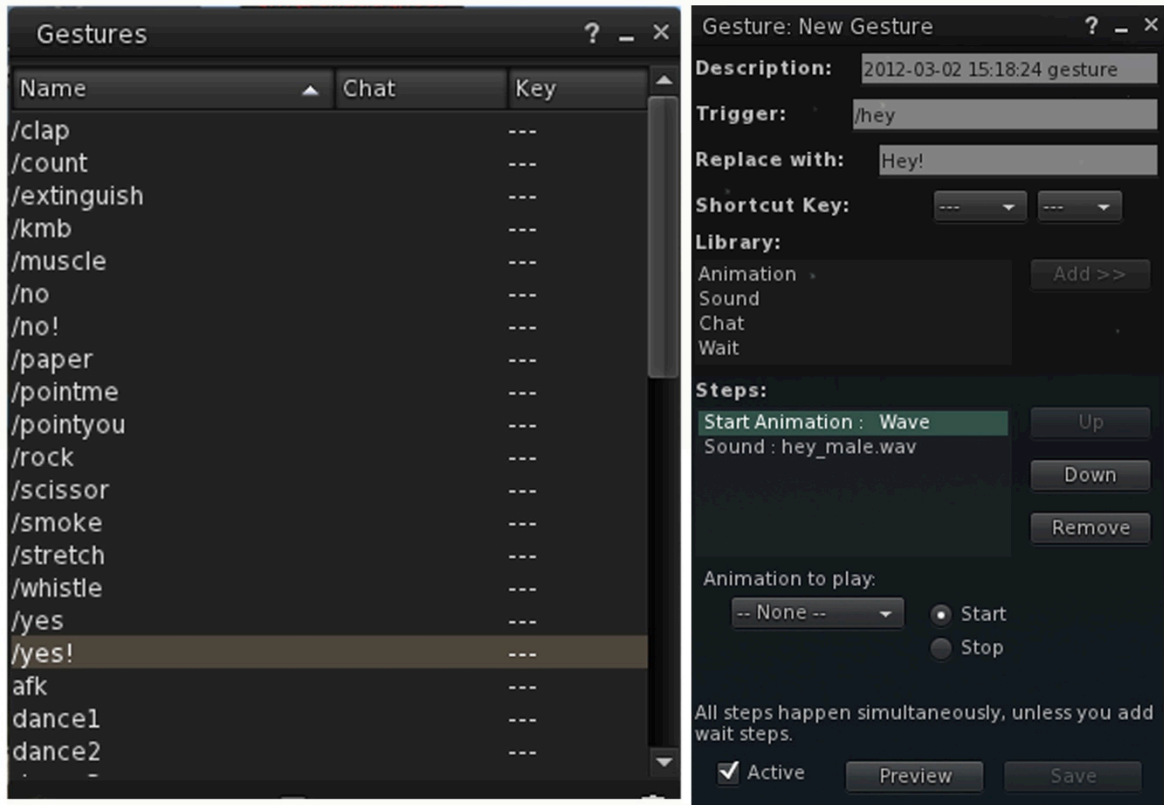 Gestures ? _ ×
Name Chat Key
/clap ---
/count ---
/extinguish ---
/kmb ---
/muscle ---
/no ---
/no! ---
/paper ---
/pointme ---
/pointyou ---
/rock ---
/scissor ---
/smoke ---
/stretch ---
/whistle ---
/yes ---
/yes! ---
afk ---
dance1 ---
dance2 ---
Gesture: New Gesture ? _ ×
Description: 2012-03-02 15:18:24 gesture
Trigger: /hey
Replace with: Hey!
Shortcut Key: --- ---
Library:
Animation Add >>
Sound
Chat
Wait
Steps:
Start Animation : Wave Up
Sound : hey_male.wav
Down
Remove
Animation to play:
-- None -- Start
Stop
All steps happen simultaneously, unless you add
wait steps.
Active Preview Save